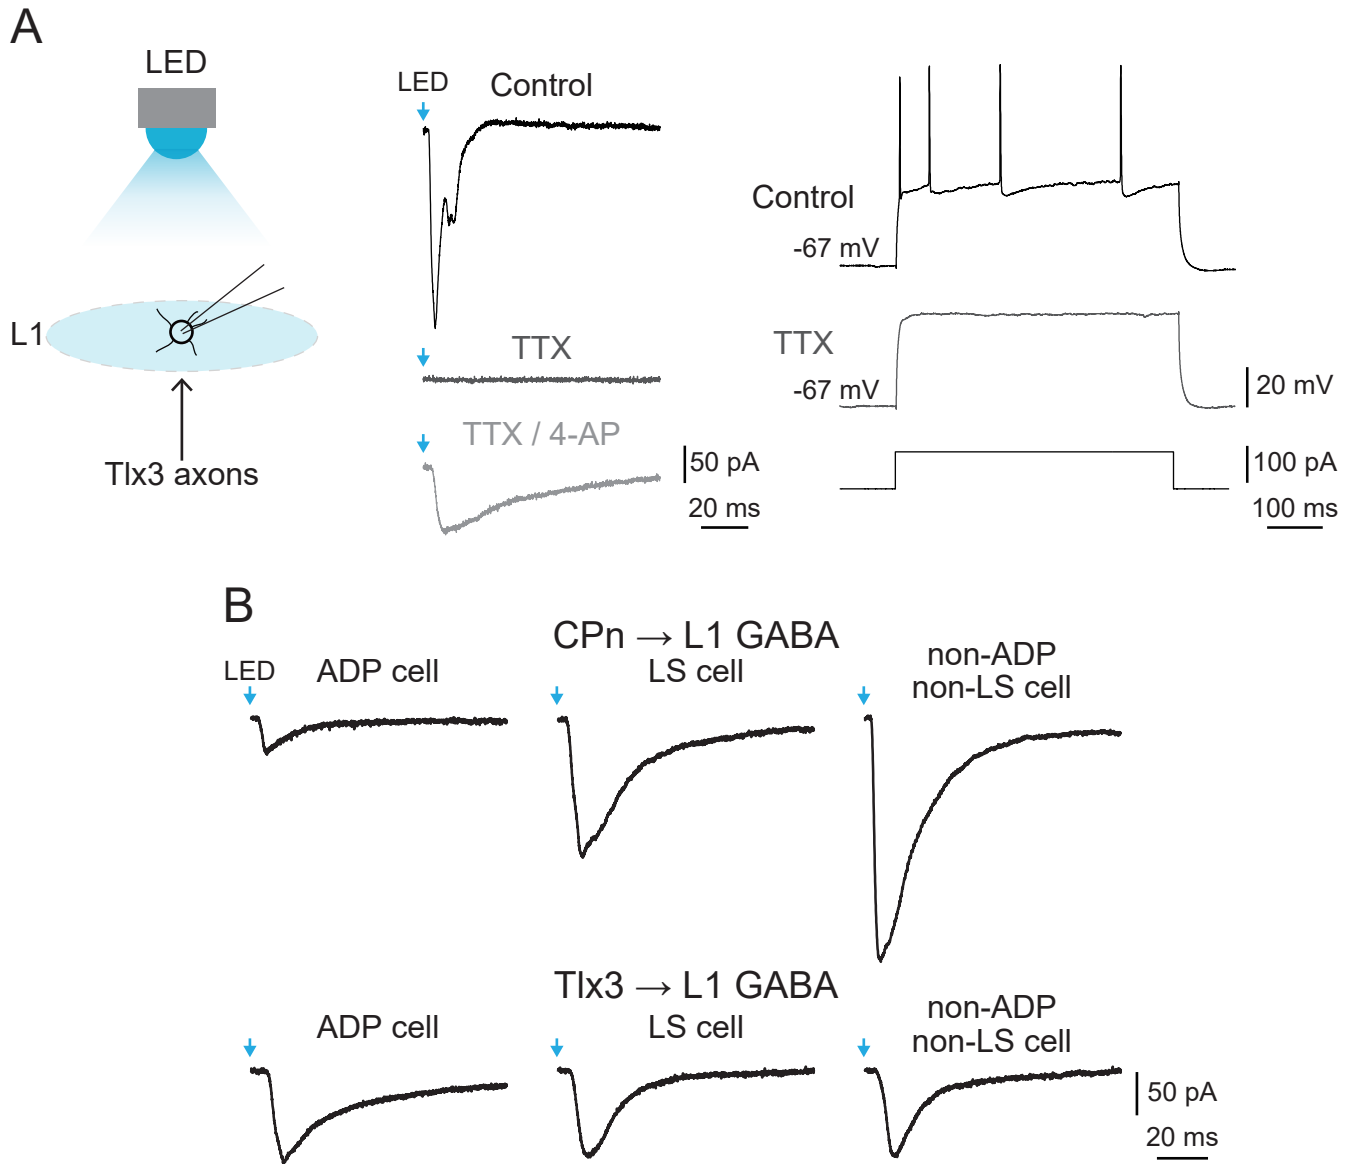 A
LED
L1
Tlx3 axons
LED
Control
TTX
TTX / 4-AP
50 pA
20 ms
Control
-67 mV
TTX
-67 mV
20 mV
100 pA
100 ms
B
CPn → L1 GABA
LED
ADP cell
LS cell
non-ADP
non-LS cell
Tlx3 → L1 GABA
ADP cell
LS cell
non-ADP
non-LS cell
50 pA
20 ms